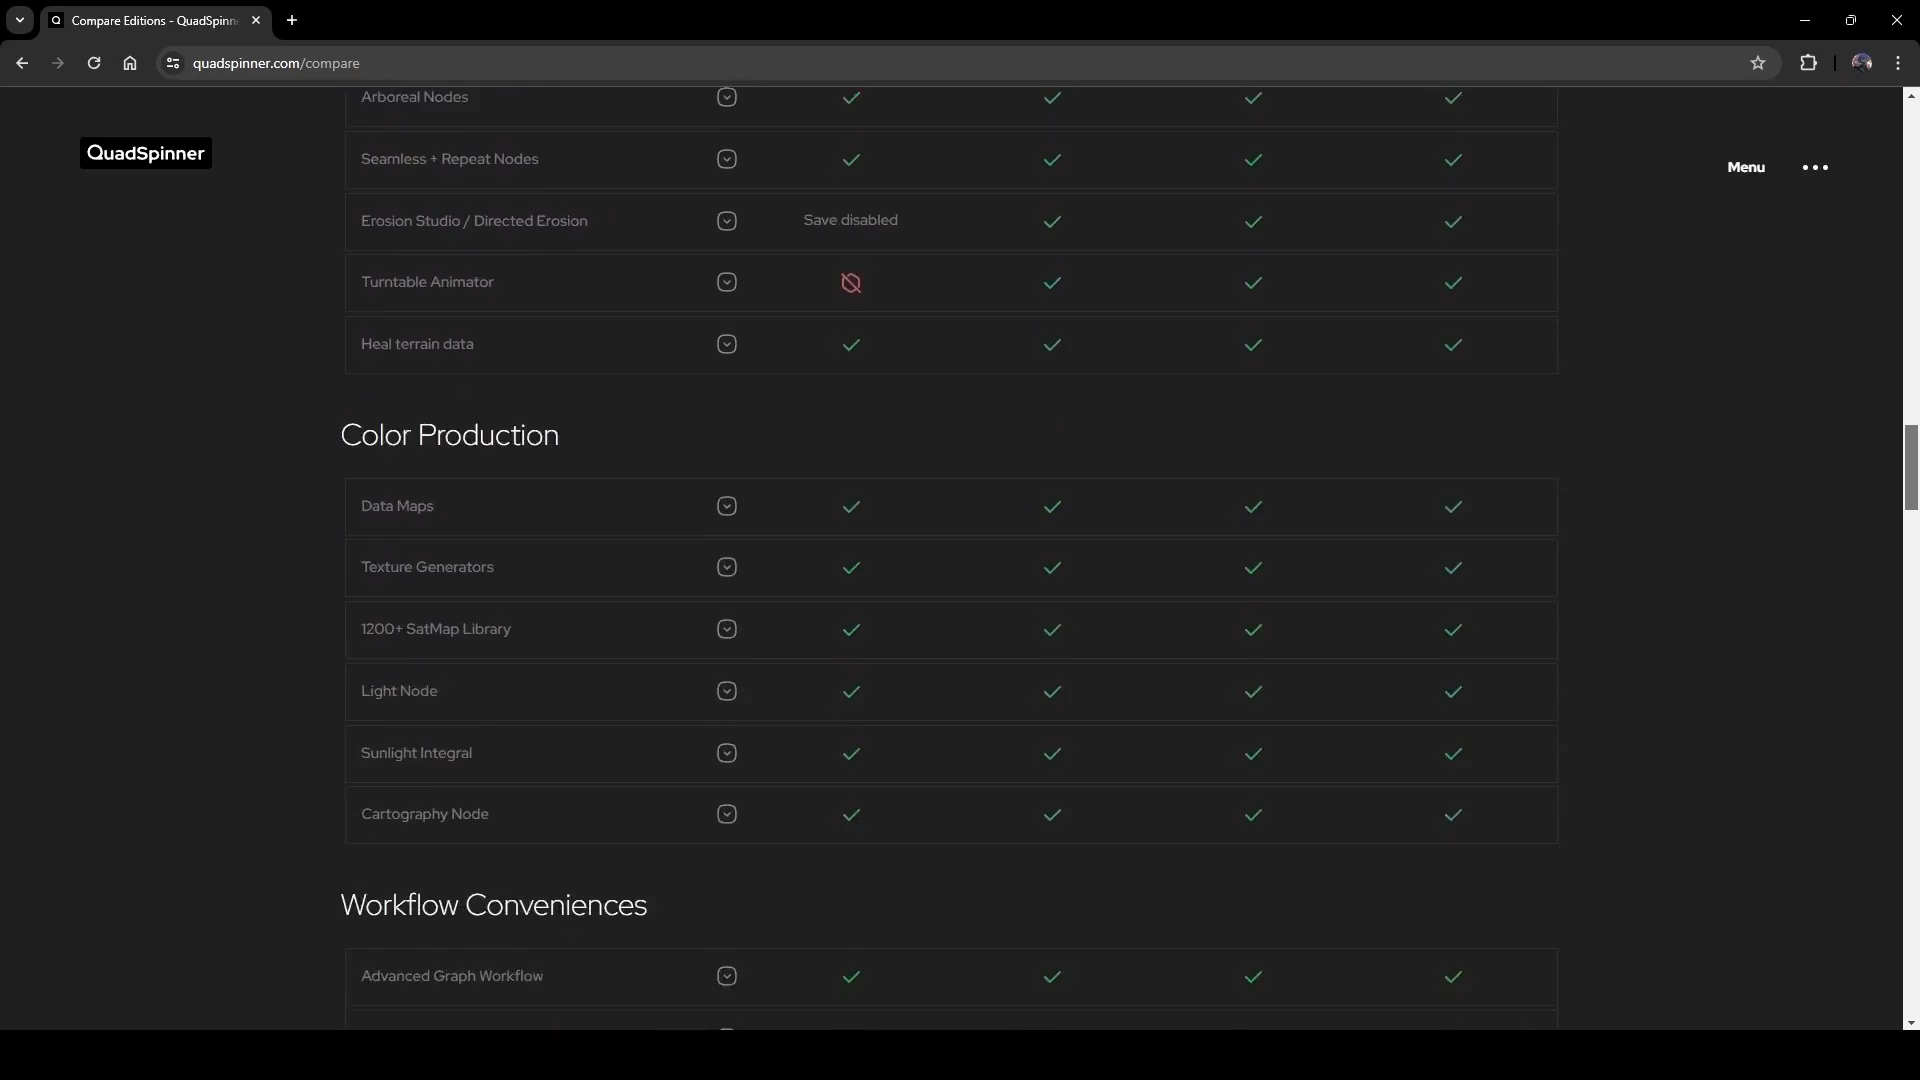 Compare Editions - QuadSpinn
quadspinner.com/compare
Arboreal Nodes
QuadSpinner
Seamless + Repeat Nodes
Menu
Erosion Studio / Directed Erosion
Save disabled
Turntable Animator
Heal terrain data
Color Production
Data Maps
Texture Generators
1200+ SatMap Library
Light Node
Sunlight Integral
Cartography Node
Workflow Conveniences
Advanced Graph Workflow